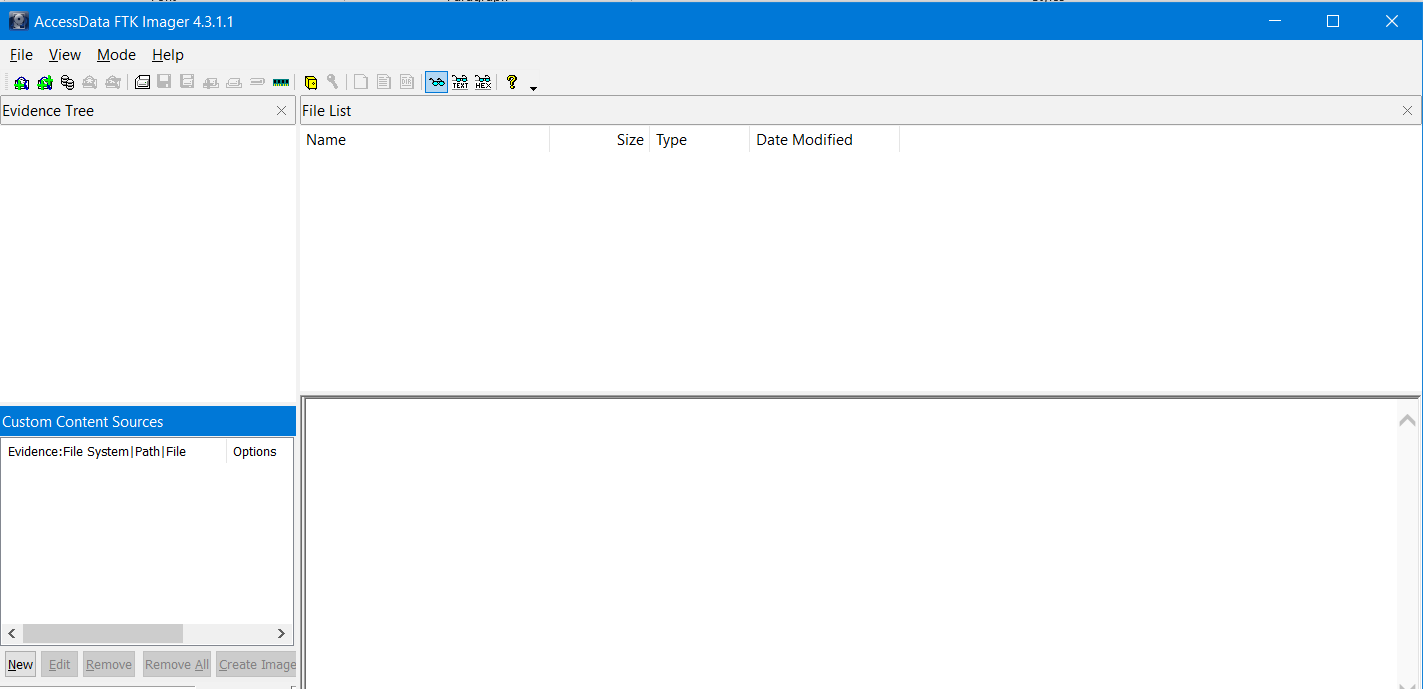 AccessData FTK Imager 4.3.1.1
File View Mode Help
TEXT HEX
Evidence Tree
File List
Name Size Type Date Modified
Custom Content Sources
Evidence:File System|Path|File Options
New Edit Remove Remove All Create Image